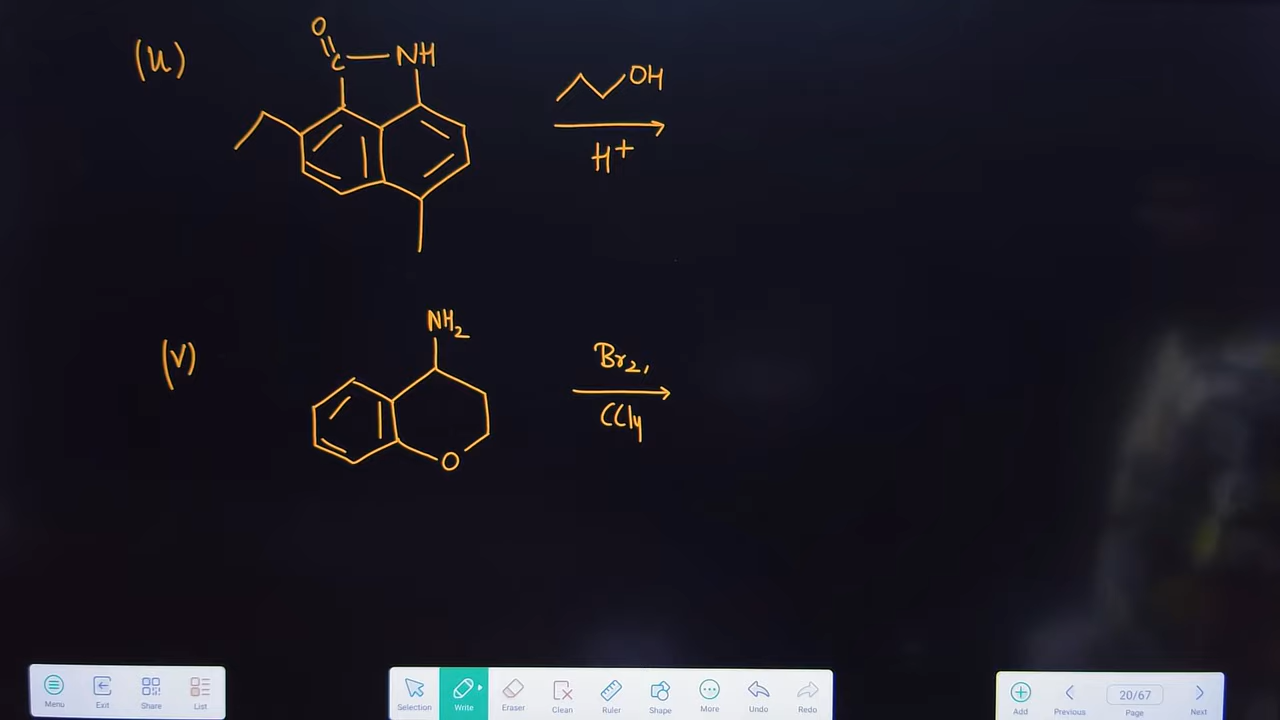 (u)
O
C
NH
OH
H+
(v)
NH2
O
Br2,
CCl4
Menu
Exit
Share
List
Selection
Write
Eraser
Clean
Ruler
Shape
More
Undo
Redo
Add
Previous
20/67
Page
Next